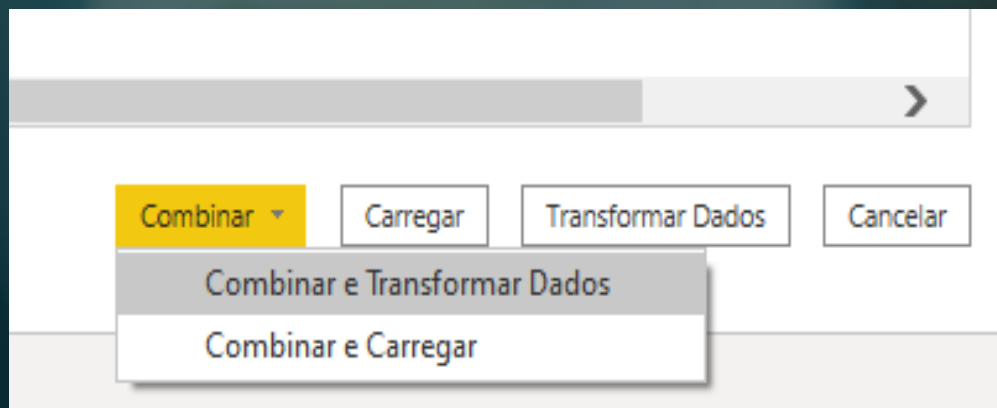 Combinar
Carregar
Transformar Dados
Cancelar
Combinar e Transformar Dados
Combinar e Carregar